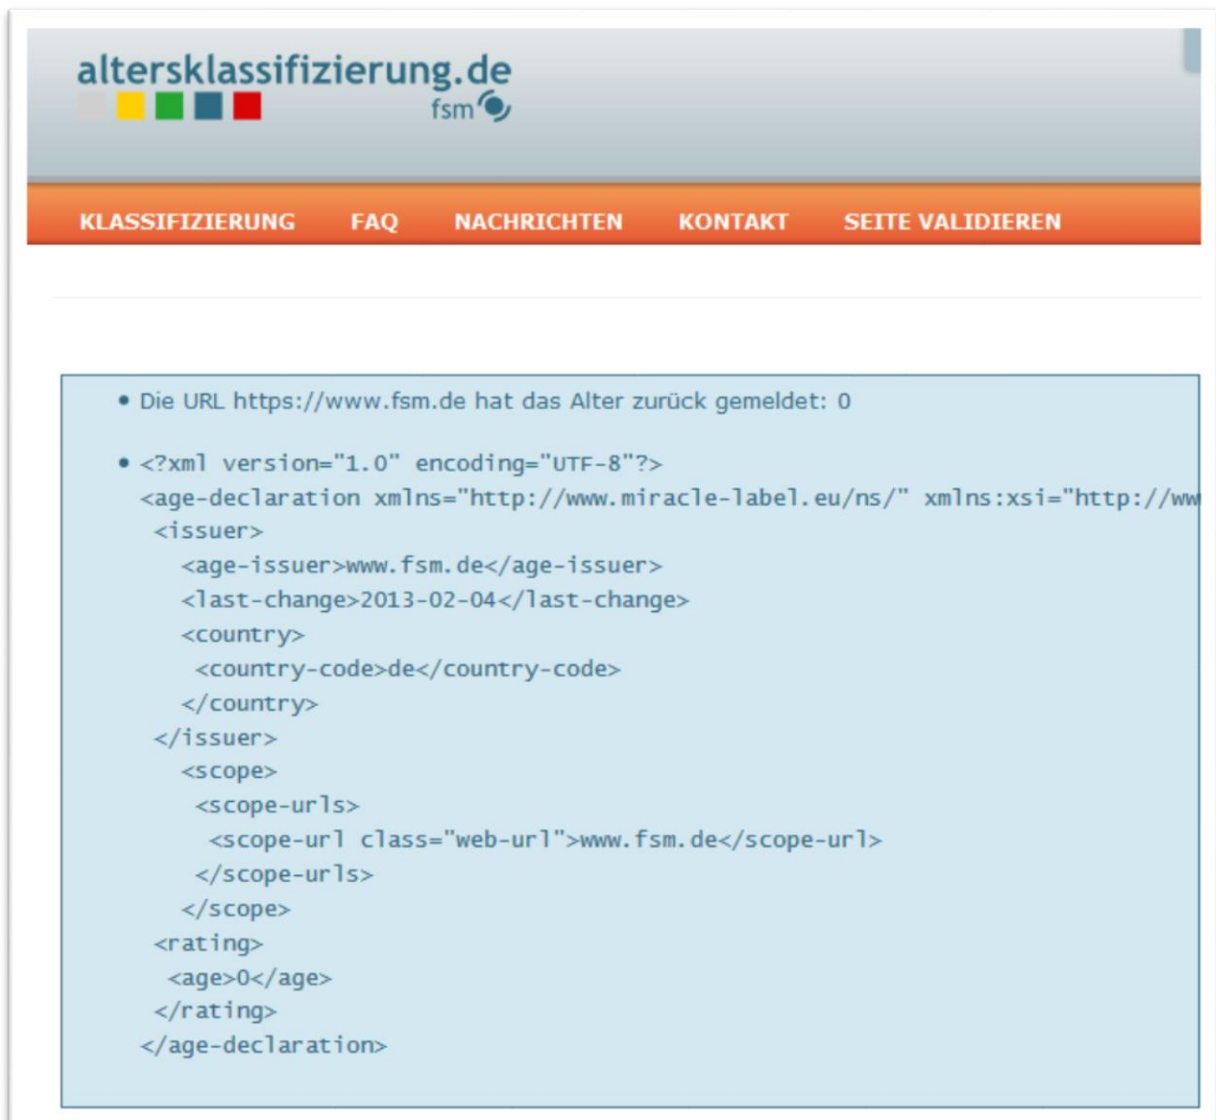 altersklassifizierung.de
fsm
KLASSIFIZIERUNG FAQ NACHRICHTEN KONTAKT SEITE VALIDIEREN
• Die URL https://www.fsm.de hat das Alter zurück gemeldet: 0
• <?xml version="1.0" encoding="UTF-8"?>
<age-declaration xmlns="http://www.miracle-label.eu/ns/" xmlns:xsi="http://ww
<issuer>
<age-issuer>www.fsm.de</age-issuer>
<last-change>2013-02-04</last-change>
<country>
<country-code>de</country-code>
</country>
</issuer>
<scope>
<scope-urls>
<scope-url class="web-url">www.fsm.de</scope-url>
</scope-urls>
</scope>
<rating>
<age>0</age>
</rating>
</age-declaration>